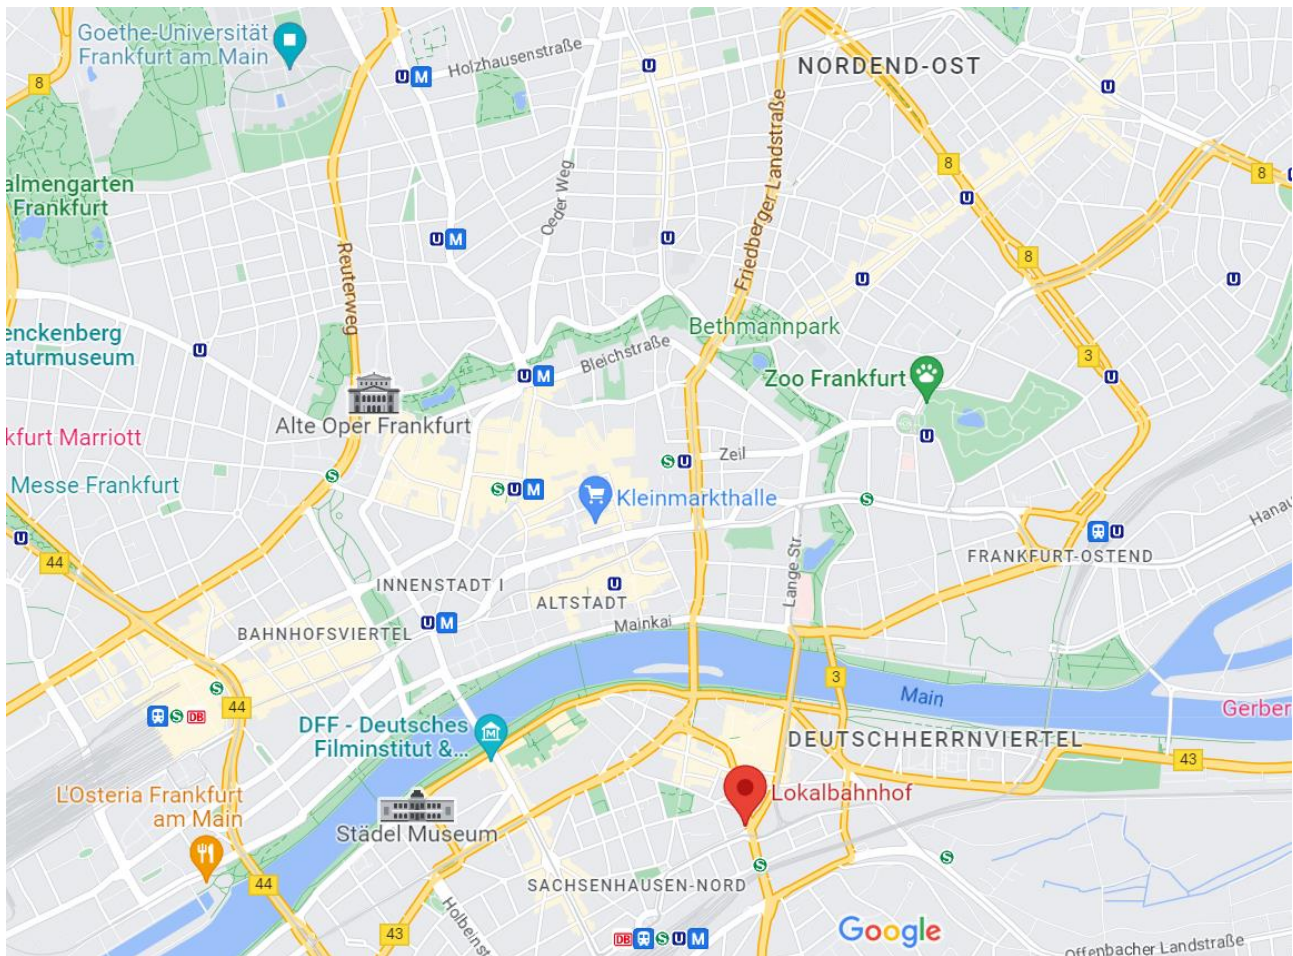 Goethe-Universität
Frankfurt am Main
8
U M
Holzhausenstraße
U
NORDEND-OST
U
almengarten
Frankfurt
Oeder Weg
Friedberger Landstraße
8
8
U
U M
U
Reuterweg
8
U
U
enckenberg
aturmuseum
U
Bethmannpark
Bleichstraße
3
U M
Zoo Frankfurt
U
Alte Oper Frankfurt
kfurt Marriott
U
Zeil
S U
S
Messe Frankfurt
S U M
Kleinmarkthalle
S
Hanau
U
U
44
Lange Str.
FRANKFURT-OSTEND
INNENSTADT I
U
ALTSTADT
U M
Mainkai
BAHNHOFSVIERTEL
S
3
Main
44
S DB
DFF - Deutsches
Filminstitut &...
M
Gerber
DEUTSCHHERRNVIERTEL
43
L'Osteria Frankfurt
am Main
Lokalbahnhof
Städel Museum
S
S
44
SACHSENHAUSEN-NORD
Holbeinst
43
DB S U M
Google
Offenbacher Landstraße